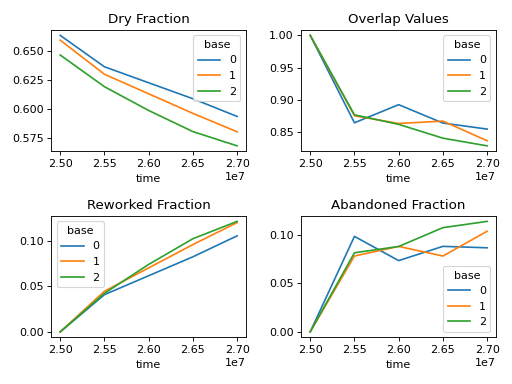 Dry Fraction
0.650
0.625
0.600
0.575
base
0
1
2
2.50 2.55 2.60 2.65 2.70
time
1e7
Overlap Values
1.00
0.95
0.90
0.85
base
0
1
2
2.50 2.55 2.60 2.65 2.70
time
1e7
Reworked Fraction
0.10
0.05
0.00
base
0
1
2
2.50 2.55 2.60 2.65 2.70
time
1e7
Abandoned Fraction
0.10
0.05
0.00
base
0
1
2
2.50 2.55 2.60 2.65 2.70
time
1e7